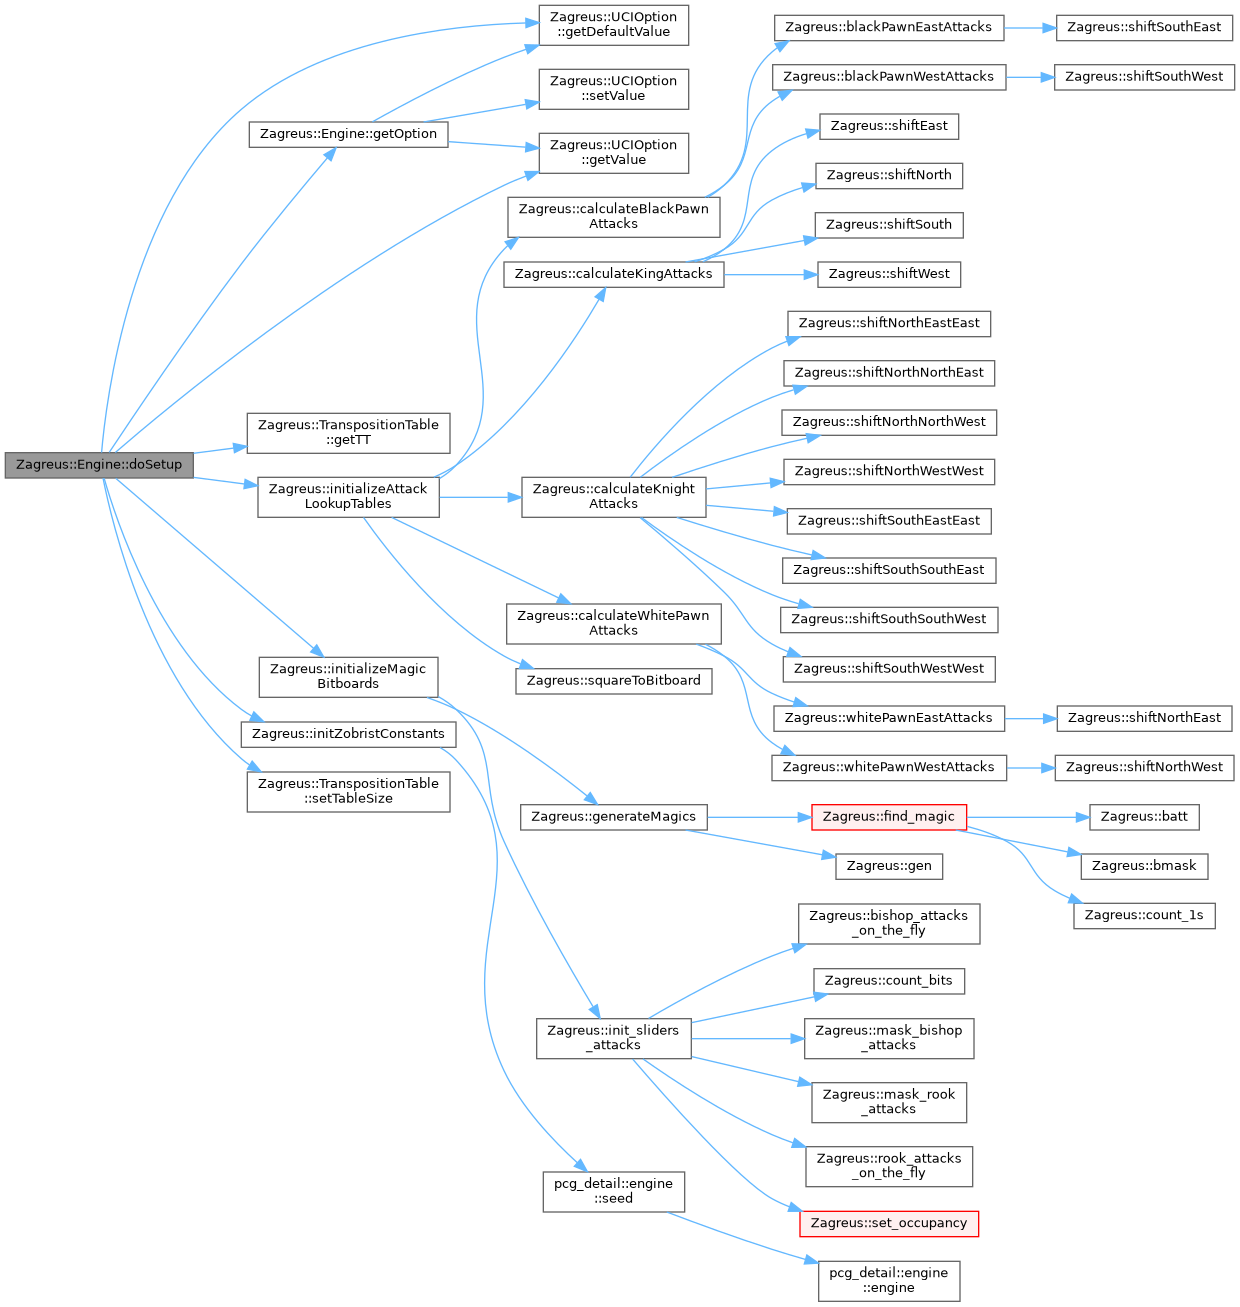 Zagreus::Engine::doSetup
Zagreus::UCIOption
::getDefaultValue
Zagreus::Engine::getOption
Zagreus::UCIOption
::setValue
Zagreus::UCIOption
::getValue
Zagreus::TranspositionTable
::getTT
Zagreus::initializeAttack
LookupTables
Zagreus::calculateBlackPawn
Attacks
Zagreus::blackPawnEastAttacks
Zagreus::shiftSouthEast
Zagreus::blackPawnWestAttacks
Zagreus::shiftSouthWest
Zagreus::calculateKingAttacks
Zagreus::shiftEast
Zagreus::shiftNorth
Zagreus::shiftSouth
Zagreus::shiftWest
Zagreus::calculateKnight
Attacks
Zagreus::shiftNorthEastEast
Zagreus::shiftNorthNorthEast
Zagreus::shiftNorthNorthWest
Zagreus::shiftNorthWestWest
Zagreus::shiftSouthEastEast
Zagreus::shiftSouthSouthEast
Zagreus::shiftSouthSouthWest
Zagreus::shiftSouthWestWest
Zagreus::calculateWhitePawn
Attacks
Zagreus::whitePawnEastAttacks
Zagreus::shiftNorthEast
Zagreus::whitePawnWestAttacks
Zagreus::shiftNorthWest
Zagreus::squareToBitboard
Zagreus::initializeMagic
Bitboards
Zagreus::generateMagics
Zagreus::find_magic
Zagreus::batt
Zagreus::bmask
Zagreus::count_1s
Zagreus::gen
Zagreus::init_sliders
_attacks
Zagreus::bishop_attacks
_on_the_fly
Zagreus::count_bits
Zagreus::mask_bishop
_attacks
Zagreus::mask_rook
_attacks
Zagreus::rook_attacks
_on_the_fly
Zagreus::set_occupancy
Zagreus::initZobristConstants
pcg_detail::engine
::seed
pcg_detail::engine
::engine
Zagreus::TranspositionTable
::setTableSize